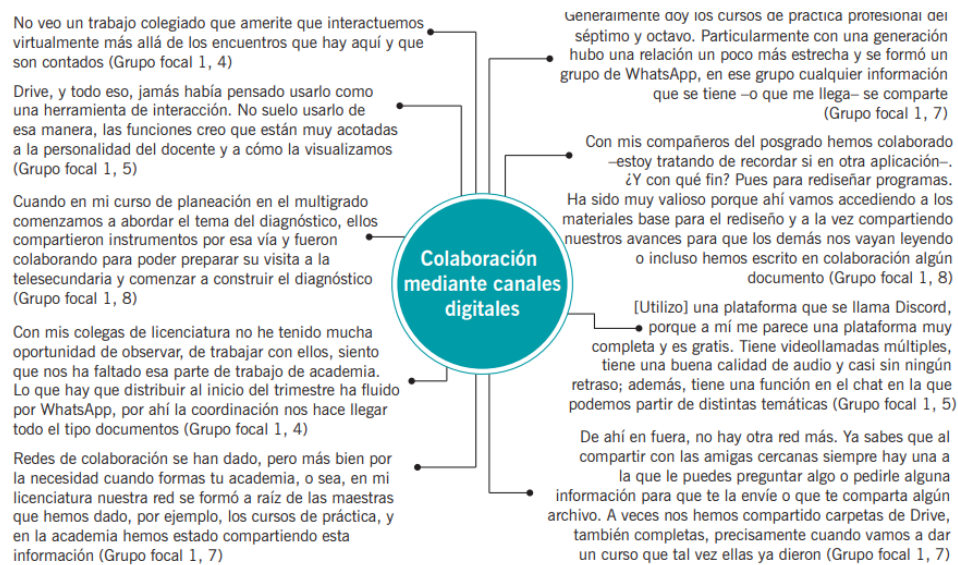 No veo un trabajo colegiado que amerite que interactuemos
virtualmente más allá de los encuentros que hay aquí y que
son contados (Grupo focal 1, 4)
Drive, y todo eso, jamás había pensado usarlo como
una herramienta de interacción. No suelo usarlo de
esa manera, las funciones creo que están muy acotadas
a la personalidad del docente y a cómo la visualizamos
(Grupo focal 1, 5)
Cuando en mi curso de planeación en el multigrado
comenzamos a abordar el tema del diagnóstico, ellos
compartieron instrumentos por esa vía y fueron
colaborando para poder preparar su visita a la
telesecundaria y comenzar a construir el diagnóstico
(Grupo focal 1, 8)
Con mis colegas de licenciatura no he tenido mucha
oportunidad de observar, de trabajar con ellos, siento
que nos ha faltado esa parte de trabajo de academia.
Lo que hay que distribuir al inicio del trimestre ha fluido
por WhatsApp, por ahí la coordinación nos hace llegar
todo el tipo documentos (Grupo focal 1, 4)
Redes de colaboración se han dado, pero más bien por
la necesidad cuando formas tu academia, o sea, en mi
licenciatura nuestra red se formó a raíz de las maestras
que hemos dado, por ejemplo, los cursos de práctica, y
en la academia hemos estado compartiendo esta
información (Grupo focal 1, 7)
Colaboración
mediante canales
digitales
Generalmente doy los cursos de práctica profesional del
séptimo y octavo. Particularmente con una generación
hubo una relación un poco más estrecha y se formó un
grupo de WhatsApp, en ese grupo cualquier información
que se tiene –o que me llega– se comparte
(Grupo focal 1, 7)
Con mis compañeros del posgrado hemos colaborado
–estoy tratando de recordar si en otra aplicación–.
¿Y con qué fin? Pues para rediseñar programas.
Ha sido muy valioso porque ahí vamos accediendo a los
materiales base para el rediseño y a la vez compartiendo
nuestros avances para que los demás nos vayan leyendo
o incluso hemos escrito en colaboración algún
documento (Grupo focal 1, 8)
[Utilizo] una plataforma que se llama Discord,
porque a mí me parece una plataforma muy
completa y es gratis. Tiene videollamadas múltiples,
tiene una buena calidad de audio y casi sin ningún
retraso; además, tiene una función en el chat en la que
podemos partir de distintas temáticas (Grupo focal 1, 5)
De ahí en fuera, no hay otra red más. Ya sabes que al
compartir con las amigas cercanas siempre hay una a
la que le puedes preguntar algo o pedirle alguna
información para que te la envíe o que te comparta algún
archivo. A veces nos hemos compartido carpetas de Drive,
también completas, precisamente cuando vamos a dar
un curso que tal vez ellas ya dieron (Grupo focal 1, 7)